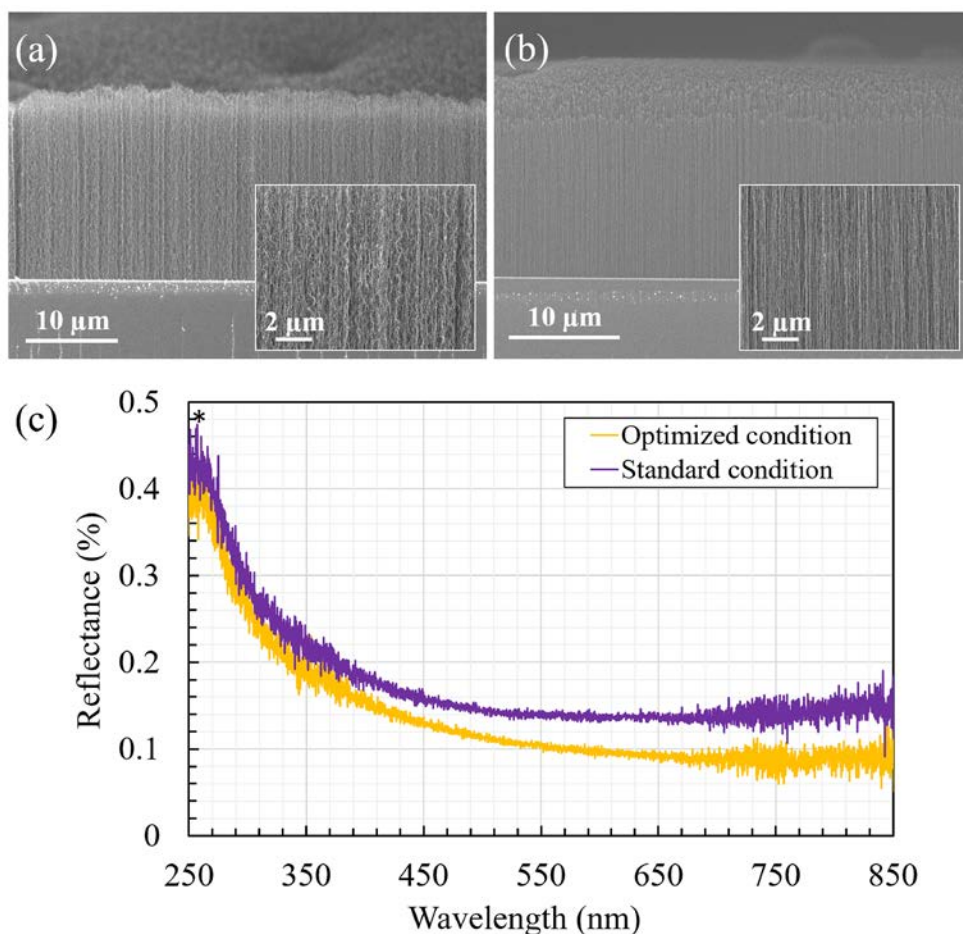 (a)
(b)
10 µm
2 µm
10 µm
2 µm
(c)
0.5
0.4
0.3
0.2
0.1
0
Reflectance (%)
*
Optimized condition
Standard condition
250 350 450 550 650 750 850
Wavelength (nm)